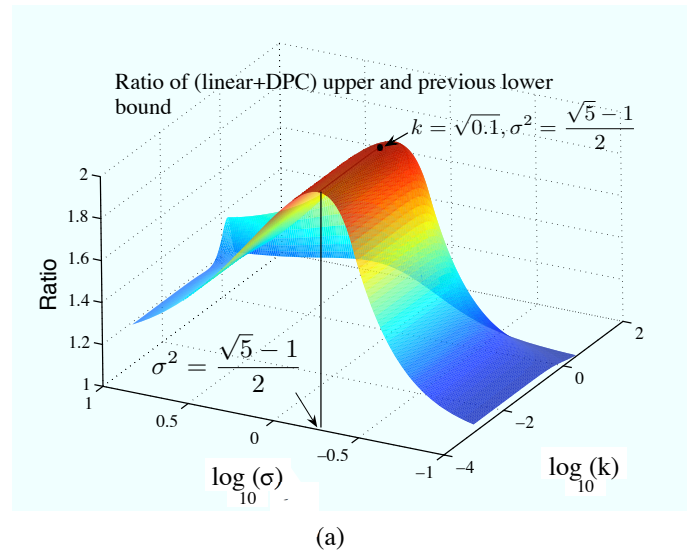 Ratio of (linear+DPC) upper and previous lower
bound
k = √0.1, σ² = (√5 − 1)/2
2
1.8
1.6
1.4
1.2
1
Ratio
σ² = (√5 − 1)/2
1
0.5
0
−0.5
−1
−4
−2
0
2
log₁₀(σ)
log₁₀(k)
(a)